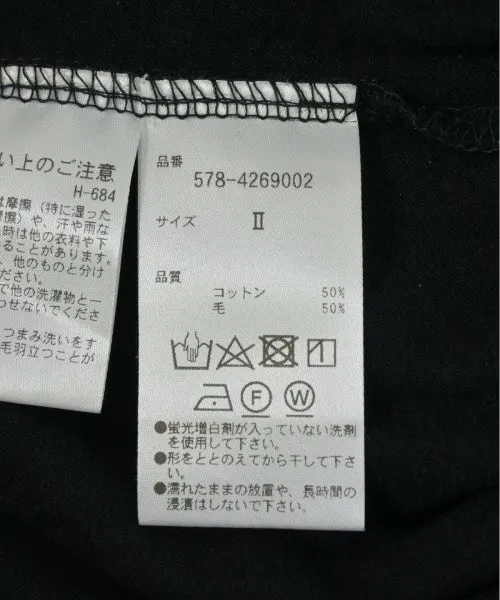 い上のご注意
H-684
は摩擦（特に湿った
）や、汗や雨な
時は他の衣料や下
ることがあります。
、他のものと分け
ださい。
で他の洗濯物と一
わせないでくださ
つまみ洗いをす
毛羽立つことが
品番
578-4269002
サイズ II
品質
コットン 50%
毛 50%
F W
●蛍光増白剤が入っていない洗剤
を使用して下さい。
●形をととのえてから干して下さ
い。
●濡れたままの放置や、長時間の
浸漬はしないで下さい。